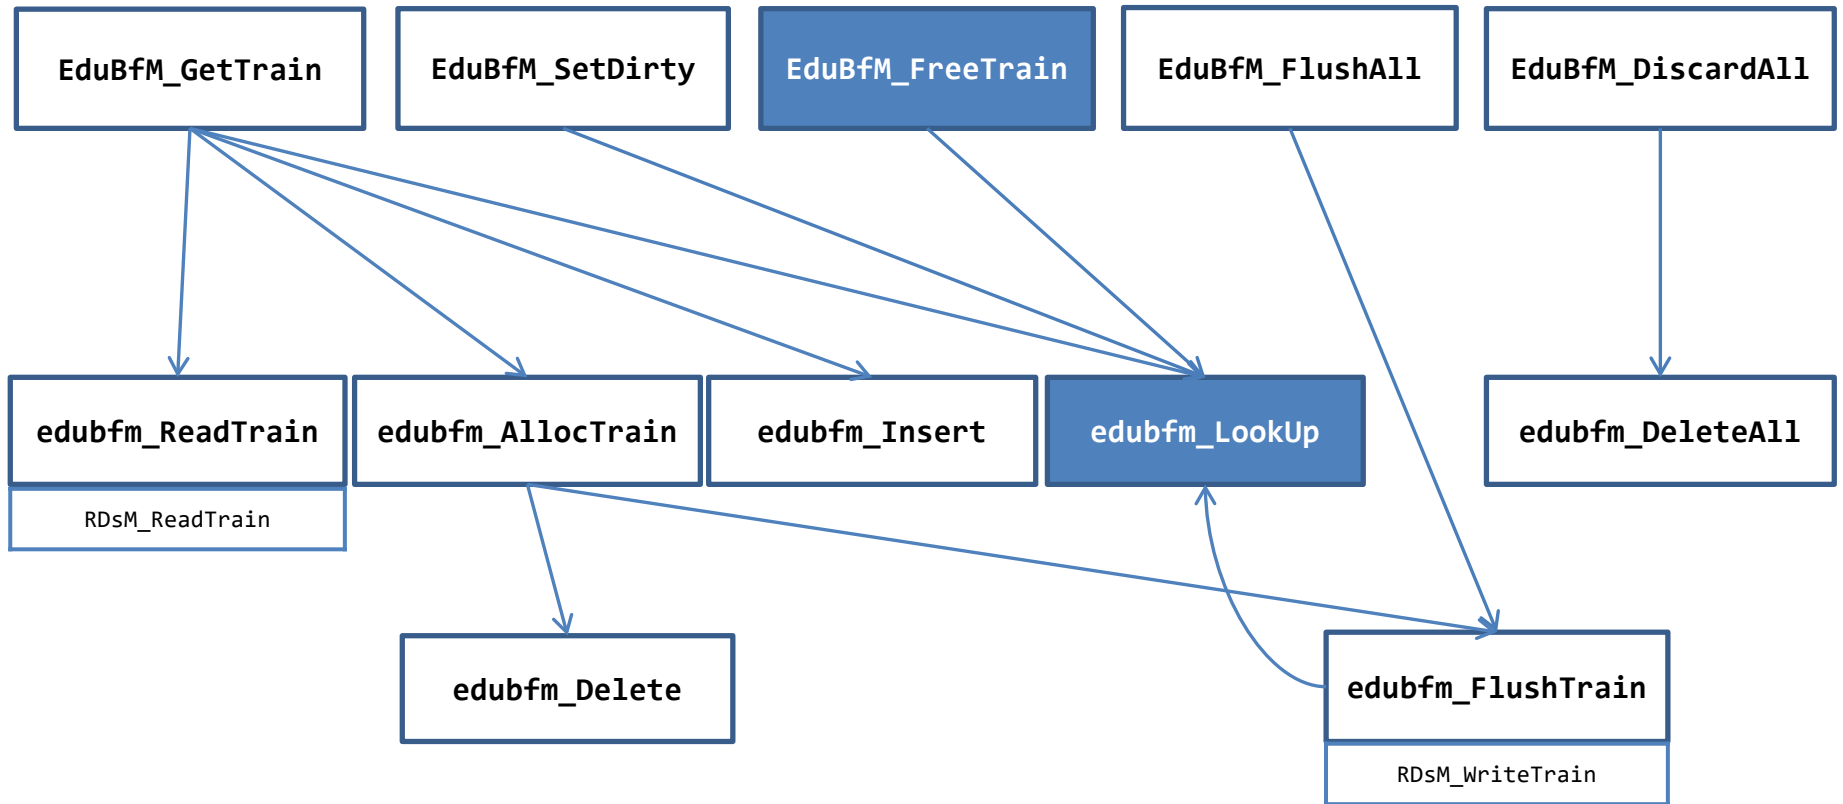 EduBfM_GetTrain
EduBfM_SetDirty
EduBfM_FreeTrain
EduBfM_FlushAll
EduBfM_DiscardAll
edubfm_ReadTrain
edubfm_AllocTrain
edubfm_Insert
edubfm_LookUp
edubfm_DeleteAll
RDsM_ReadTrain
edubfm_Delete
edubfm_FlushTrain
RDsM_WriteTrain